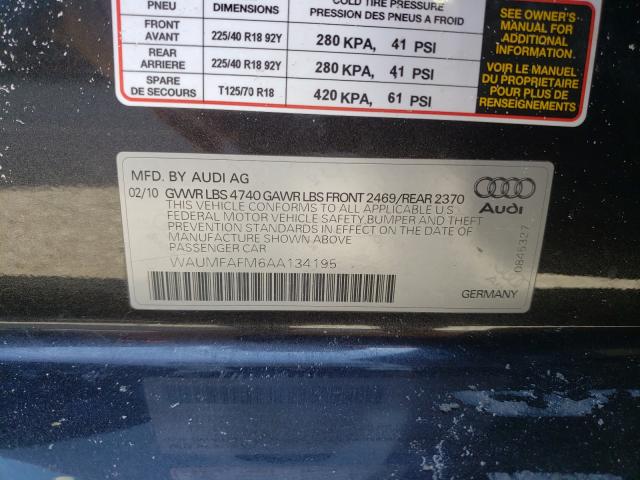 PNEU DIMENSIONS COLD TIRE PRESSURE
PRESSION DES PNEUS A FROID
FRONT
AVANT 225/40 R18 92Y 280 KPA, 41 PSI
REAR
ARRIERE 225/40 R18 92Y 280 KPA, 41 PSI
SPARE
DE SECOURS T125/70 R18 420 KPA, 61 PSI
SEE OWNER'S
MANUAL FOR
ADDITIONAL
INFORMATION
VOIR LE MANUEL
DU PROPRIETAIRE
POUR PLUS DE
RENSEIGNEMENTS
MFD. BY AUDI AG
02/10 GVWR LBS 4740 GAWR LBS FRONT 2469/REAR 2370
THIS VEHICLE CONFORMS TO ALL APPLICABLE U.S
FEDERAL MOTOR VEHICLE SAFETY, BUMPER AND THEFT
PREVENTION STANDARDS IN EFFECT ON THE DATE OF
MANUFACTURE SHOWN ABOVE
PASSENGER CAR
WAUMFAFM6AA134195
Audi
0845327
GERMANY